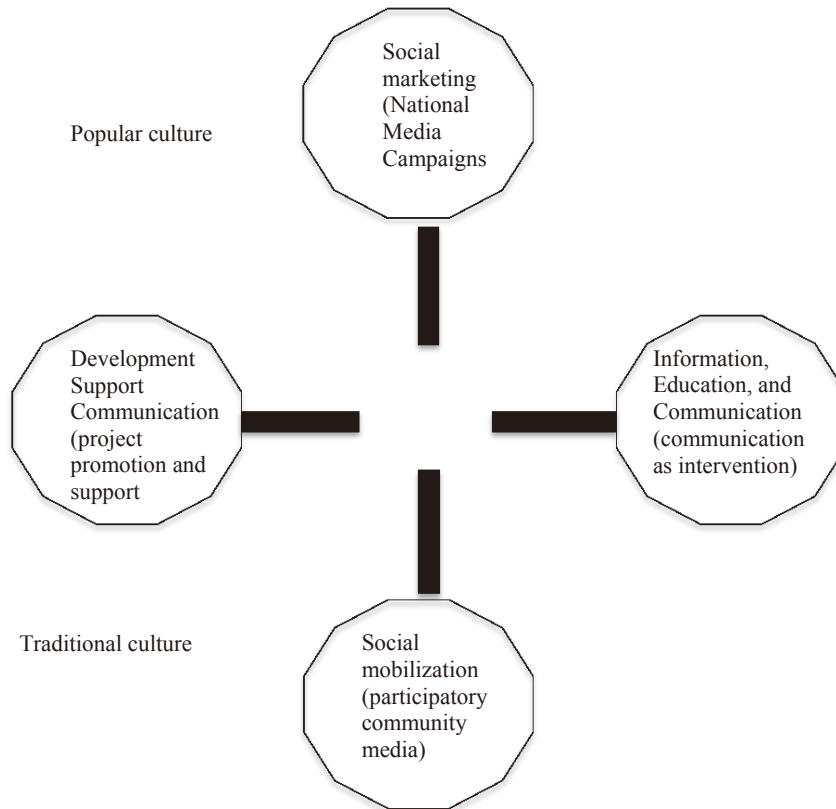 Social
marketing
(National
Media
Campaigns
Popular culture
Development
Support
Communication
(project
promotion and
support
Information,
Education, and
Communication
(communication
as intervention)
Traditional culture
Social
mobilization
(participatory
community
media)